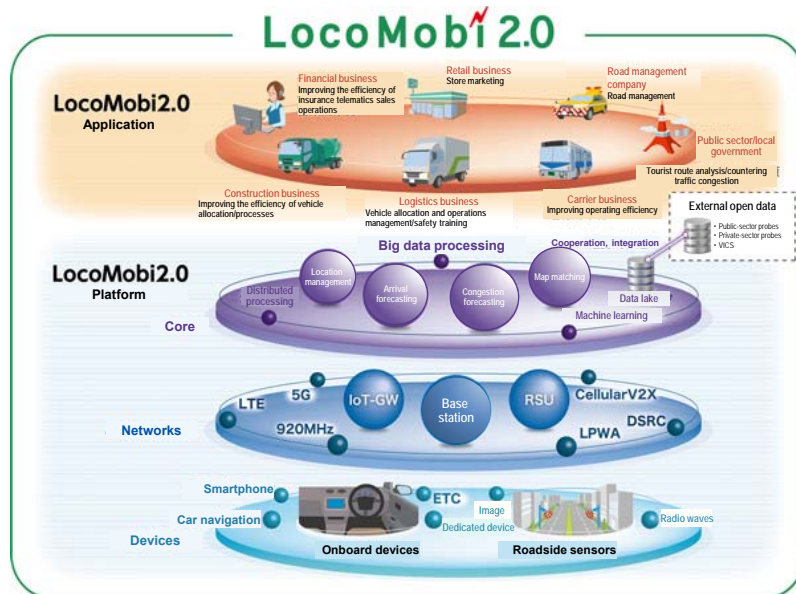 LocoMobi 2.0
LocoMobi2.0
Application
Financial business
Improving the efficiency of
insurance telematics sales
operations
Retail business
Store marketing
Road management
company
Road management
Public sector/local
government
Tourist route analysis/countering
traffic congestion
Construction business
Improving the efficiency of vehicle
allocation/processes
Logistics business
Vehicle allocation and operations
management/safety training
Carrier business
Improving operating efficiency
External open data
• Public-sector probes
• Private-sector probes
• VICS
LocoMobi2.0
Platform
Big data processing
Cooperation, integration
Location
management
Arrival
forecasting
Congestion
forecasting
Map matching
Distributed
processing
Data lake
Machine learning
Core
5G
LTE
920MHz
IoT-GW
Base
station
RSU
CellularV2X
DSRC
LPWA
Networks
Smartphone
Car navigation
Devices
ETC
Image
Dedicated device
Radio waves
Onboard devices
Roadside sensors